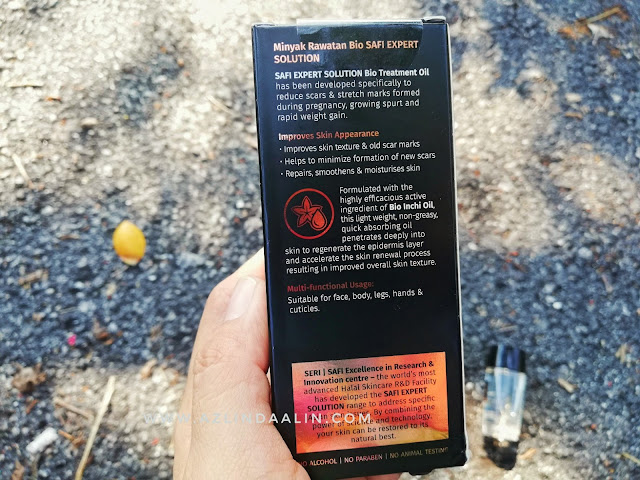 Minyak Rawatan Bio SAFI EXPERT
SOLUTION
SAFI EXPERT SOLUTION Bio Treatment Oil
has been developed specifically to
reduce scars & stretch marks formed
during pregnancy, growing spurt and
rapid weight gain.
Improves Skin Appearance
• Improves skin texture & old scar marks
• Helps to minimize formation of new scars
• Repairs, smoothens & moisturises skin
Formulated with the
highly efficacious active
ingredient of Bio Inchi Oil,
this light weight, non-greasy,
quick absorbing oil
penetrates deeply into
skin to regenerate the epidermis layer
and accelerate the skin renewal process
resulting in improved overall skin texture.
Multi-functional Usage:
Suitable for face, body, legs, hands &
cuticles.
SERI | SAFI Excellence in Research &
Innovation centre – the world's most
advanced Halal Skincare R&D Facility
has developed the SAFI EXPERT
SOLUTION range to address specific
by combining the
power of science and technology,
your skin can be restored to its
natural best.
NO ALCOHOL | NO PARABEN | NO ANIMAL TESTING